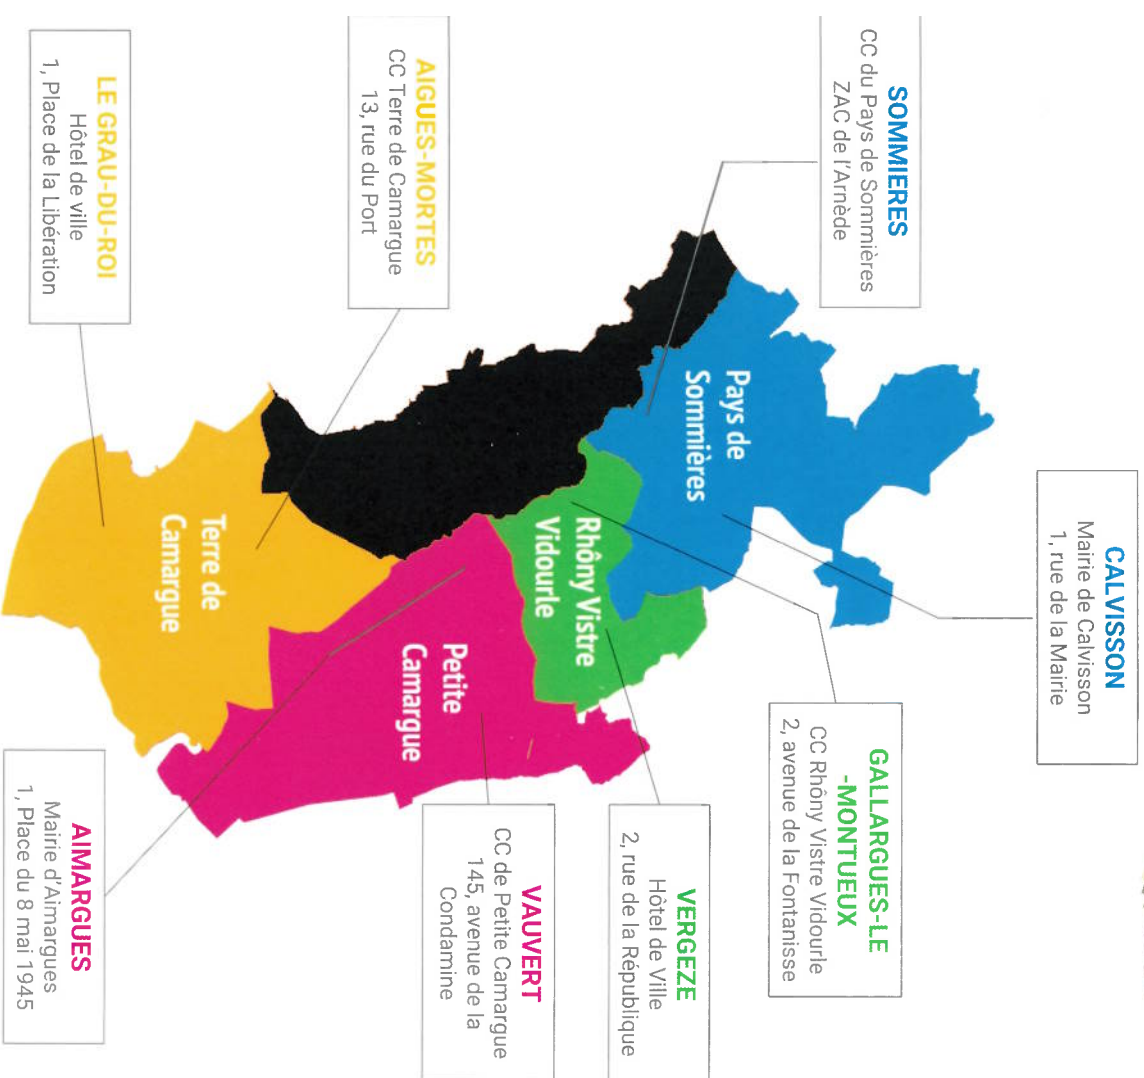 CALVISSON
Mairie de Calvisson
1, rue de la Mairie
SOMMIERES
CC du Pays de Sommières
ZAC de l'Arnède
GALLARGUES-LE
-MONTUEUX
CC Rhôny Vistre Vidourle
2, avenue de la Fontanisse
Pays de
Sommières
VERGEZE
Hôtel de Ville
2, rue de la République
Rhôny Vistre
Vidourle
VAUVERT
CC de Petite Camargue
145, avenue de la
Condamine
Petite
Camargue
AIGUES-MORTES
CC Terre de Camargue
13, rue du Port
Terre de
Camargue
LE GRAU-DU-ROI
Hôtel de ville
1, Place de la Libération
AIMARGUES
Mairie d'Aimargues
1, Place du 8 mai 1945